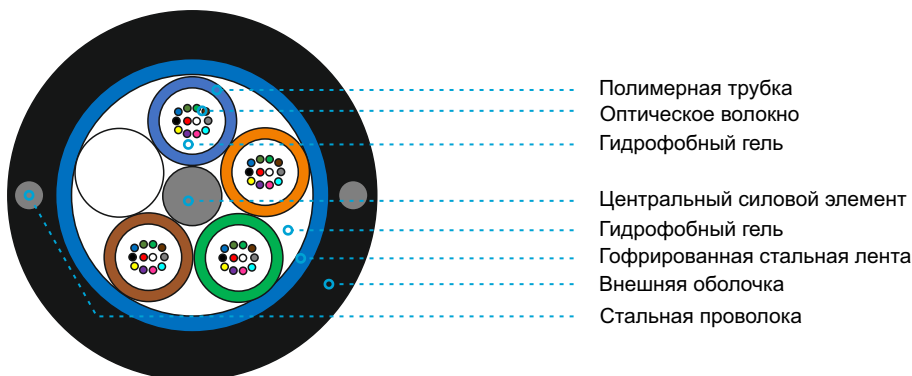 Полимерная трубка
Оптическое волокно
Гидрофобный гель
Центральный силовой элемент
Гидрофобный гель
Гофрированная стальная лента
Внешняя оболочка
Стальная проволока